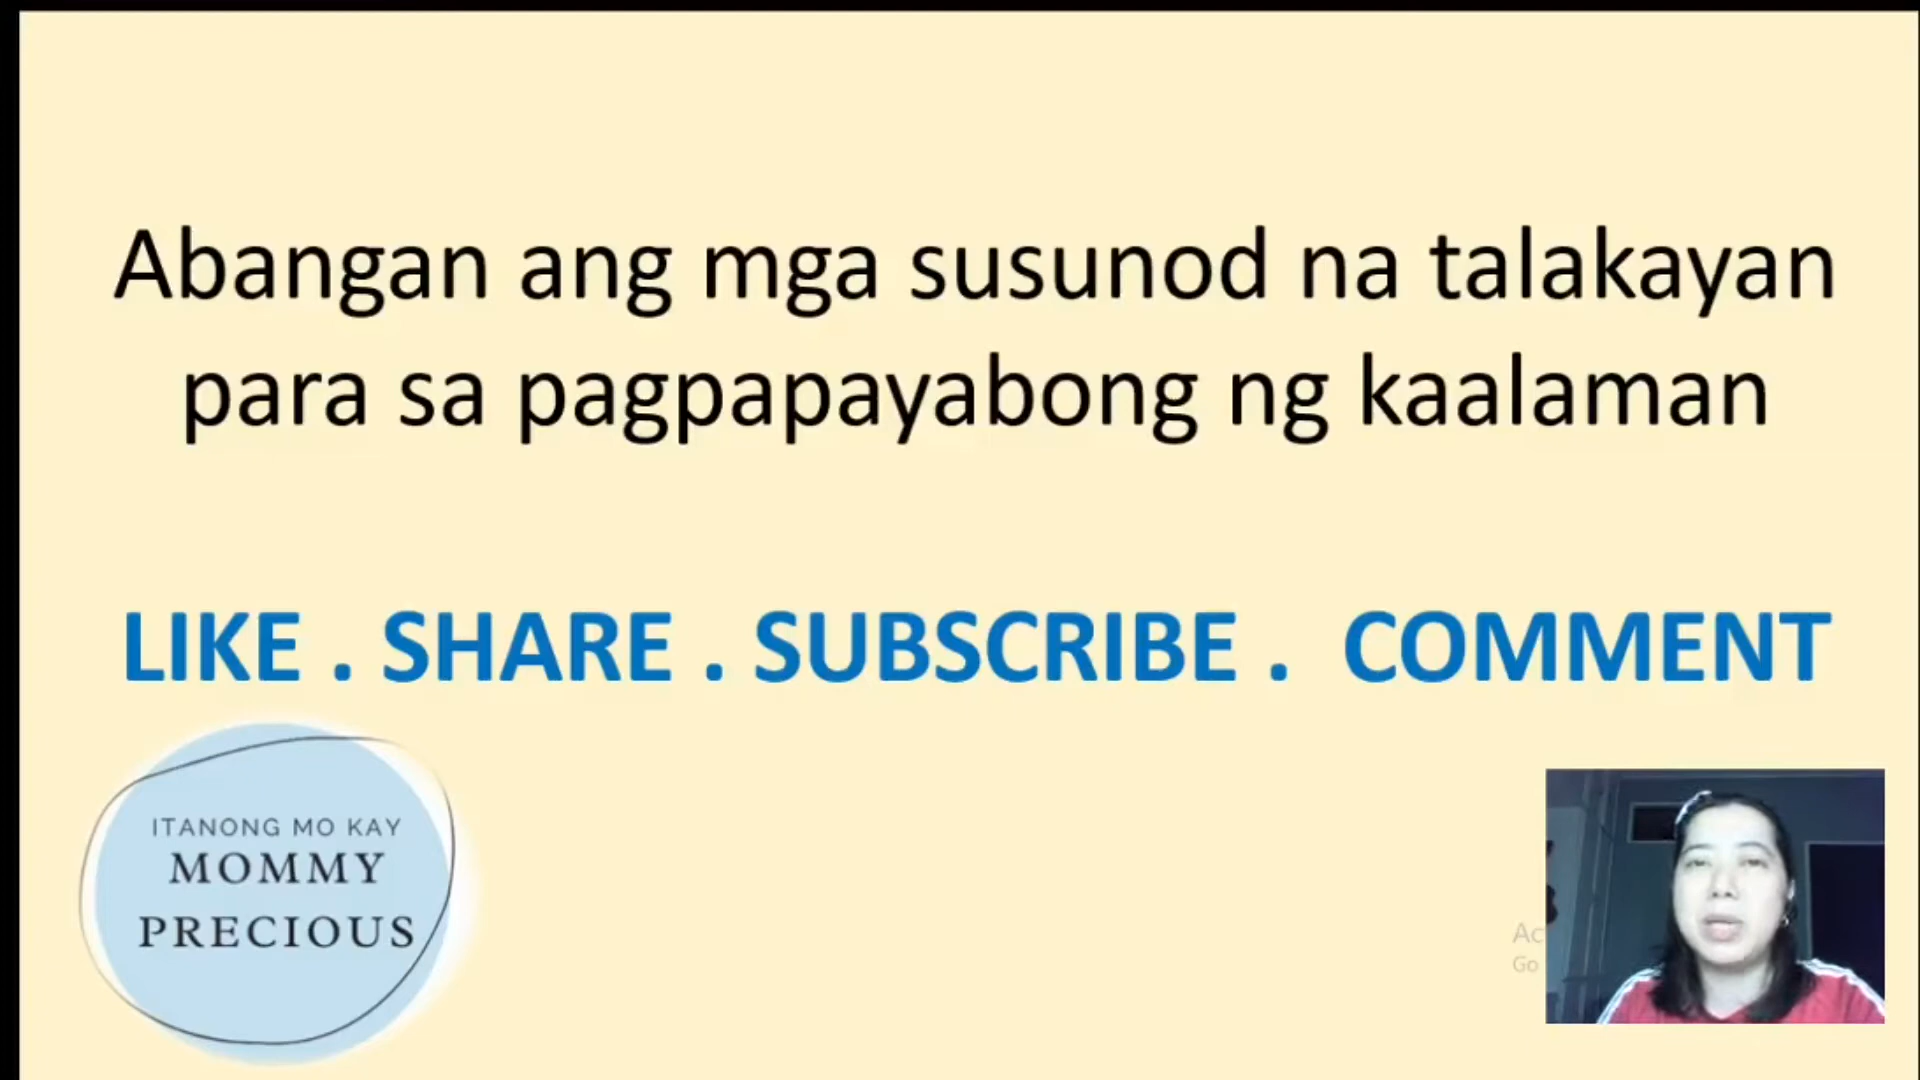 Abangan ang mga susunod na talakayan
para sa pagpapayabong ng kaalaman
LIKE . SHARE . SUBSCRIBE . COMMENT
ITANONG MO KAY
MOMMY
PRECIOUS
Go